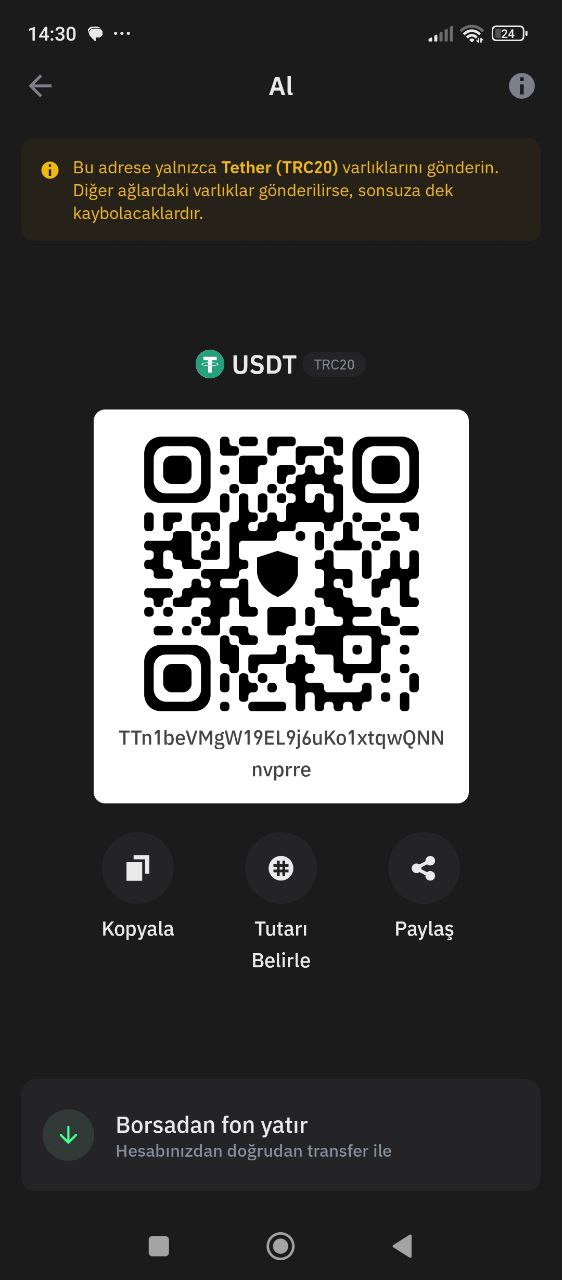 14:30
24
Al
Bu adrese yalnızca Tether (TRC20) varlıklarını gönderin.
Diğer ağlardaki varlıklar gönderilirse, sonsuza dek
kaybolacaklardır.
USDT TRC20
TTn1beVMgW19EL9j6uKo1xtqwQNN
nvprre
Kopyala
Tutarı
Belirle
Paylaş
Borsadan fon yatır
Hesabınızdan doğrudan transfer ile